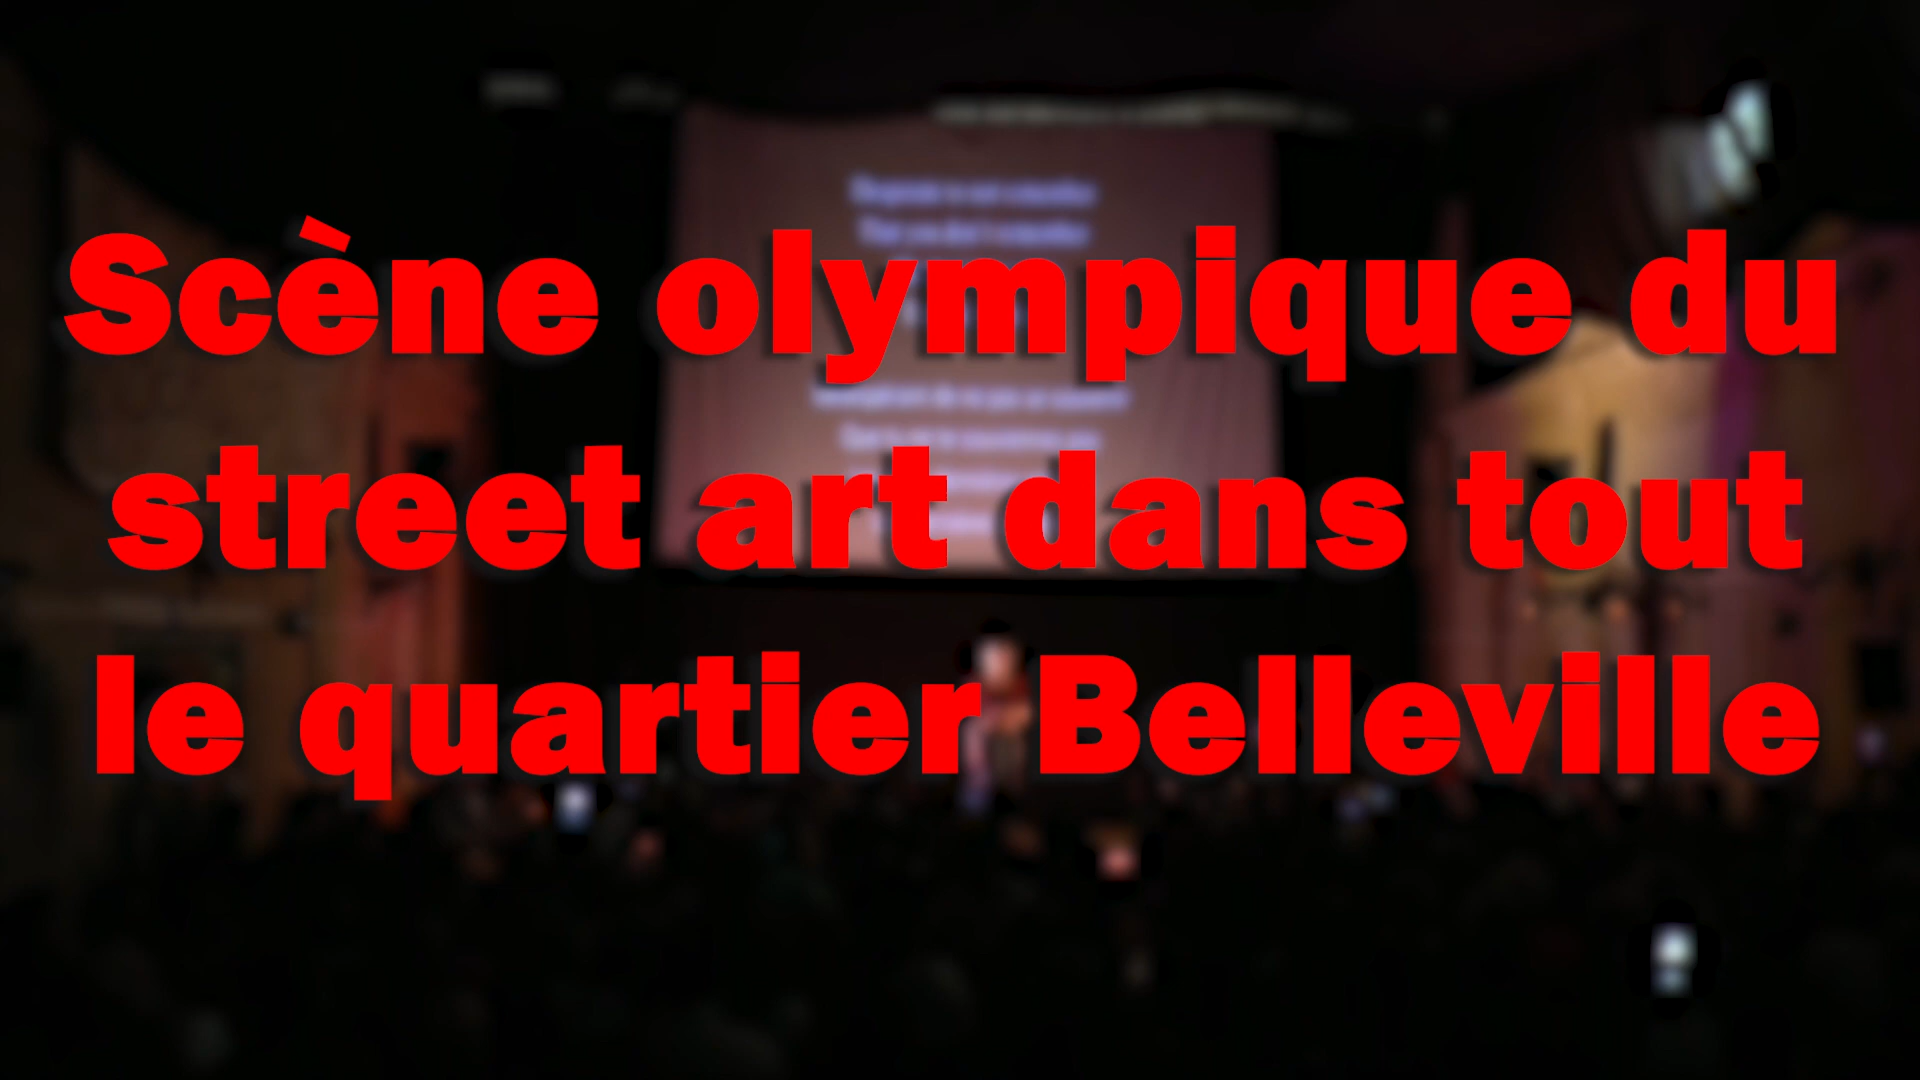 Scène olympique du
street art dans tout
le quartier Belleville